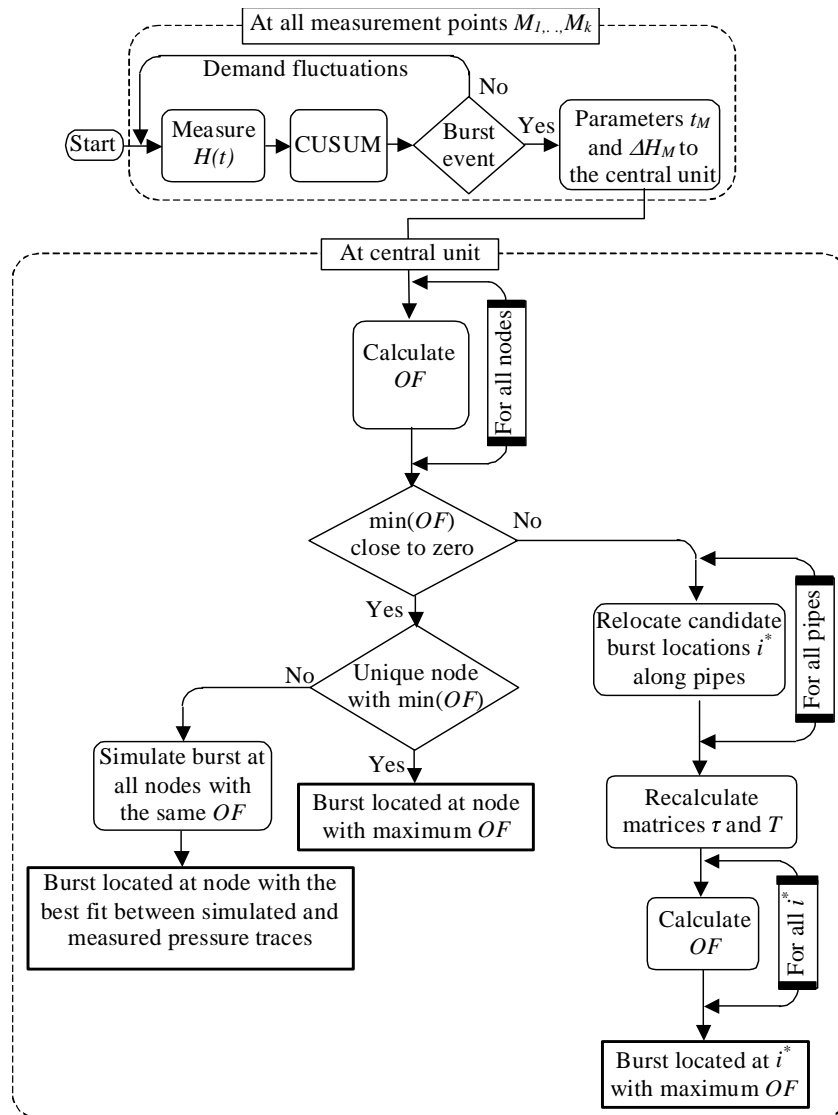 At all measurement points M1,. .,Mk
Demand fluctuations
No
Start
Measure
H(t)
CUSUM
Burst
event
Yes
Parameters tM
and ΔHM to
the central unit
At central unit
Calculate
OF
For all nodes
min(OF)
close to zero
No
Yes
Relocate candidate
burst locations i*
along pipes
For all pipes
Unique node
with min(OF)
No
Yes
Simulate burst at
all nodes with
the same OF
Burst located at node
with maximum OF
Recalculate
matrices τ and T
Burst located at node with the
best fit between simulated and
measured pressure traces
Calculate
OF
For all i*
Burst located at i*
with maximum OF